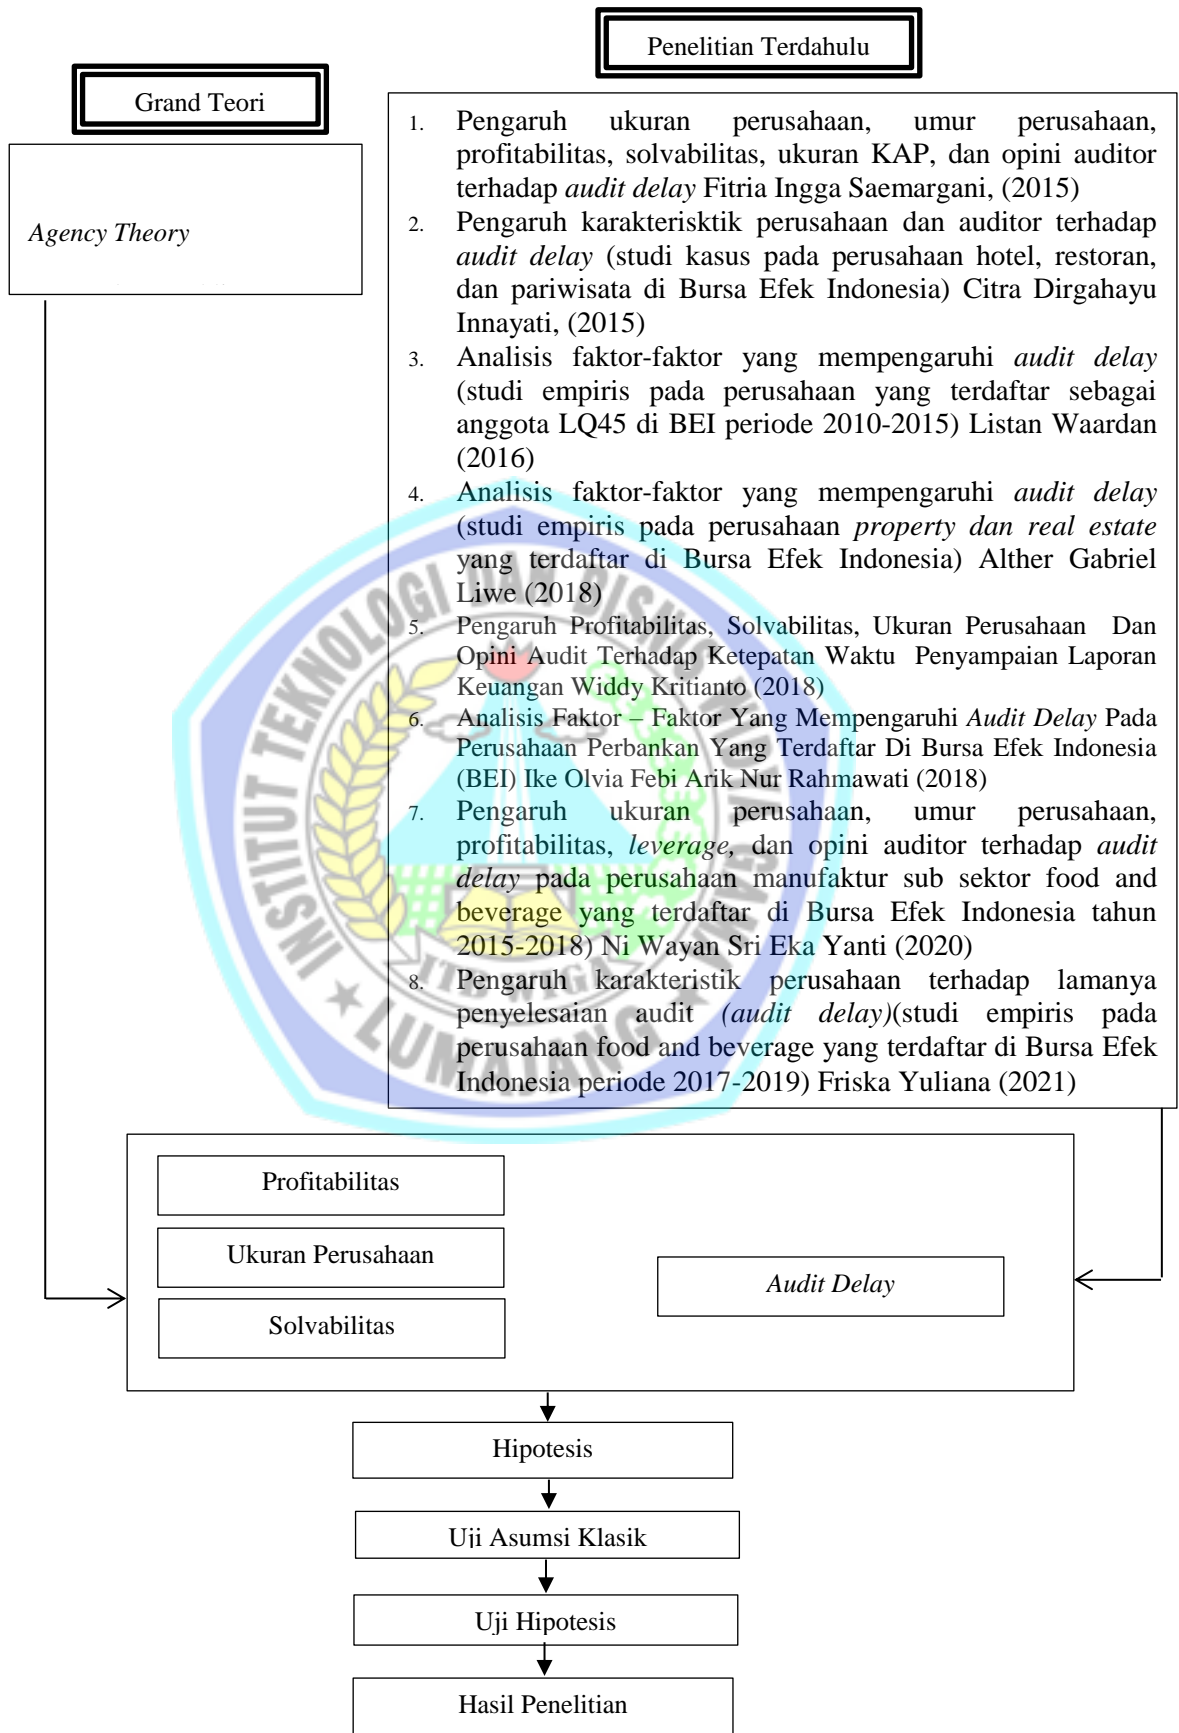 Penelitian Terdahulu
Grand Teori
Agency Theory
1. Pengaruh ukuran perusahaan, umur perusahaan,
profitabilitas, solvabilitas, ukuran KAP, dan opini auditor
terhadap audit delay Fitria Ingga Saemargani, (2015)
2. Pengaruh karakterisktik perusahaan dan auditor terhadap
audit delay (studi kasus pada perusahaan hotel, restoran,
dan pariwisata di Bursa Efek Indonesia) Citra Dirgahayu
Innayati, (2015)
3. Analisis faktor-faktor yang mempengaruhi audit delay
(studi empiris pada perusahaan yang terdaftar sebagai
anggota LQ45 di BEI periode 2010-2015) Listan Waardan
(2016)
4. Analisis faktor-faktor yang mempengaruhi audit delay
(studi empiris pada perusahaan property dan real estate
yang terdaftar di Bursa Efek Indonesia) Alther Gabriel
Liwe (2018)
5. Pengaruh Profitabilitas, Solvabilitas, Ukuran Perusahaan Dan
Opini Audit Terhadap Ketepatan Waktu Penyampaian Laporan
Keuangan Widdy Kritianto (2018)
6. Analisis Faktor – Faktor Yang Mempengaruhi Audit Delay Pada
Perusahaan Perbankan Yang Terdaftar Di Bursa Efek Indonesia
(BEI) Ike Olvia Febi Arik Nur Rahmawati (2018)
7. Pengaruh ukuran perusahaan, umur perusahaan,
profitabilitas, leverage, dan opini auditor terhadap audit
delay pada perusahaan manufaktur sub sektor food and
beverage yang terdaftar di Bursa Efek Indonesia tahun
2015-2018) Ni Wayan Sri Eka Yanti (2020)
8. Pengaruh karakteristik perusahaan terhadap lamanya
penyelesaian audit (audit delay)(studi empiris pada
perusahaan food and beverage yang terdaftar di Bursa Efek
Indonesia periode 2017-2019) Friska Yuliana (2021)
INSTITUT TEKNOLOGI DAN BISNIS WIDYA GAMA
ITB WIGA
LUMAJANG
Profitabilitas
Ukuran Perusahaan
Solvabilitas
Audit Delay
Hipotesis
Uji Asumsi Klasik
Uji Hipotesis
Hasil Penelitian